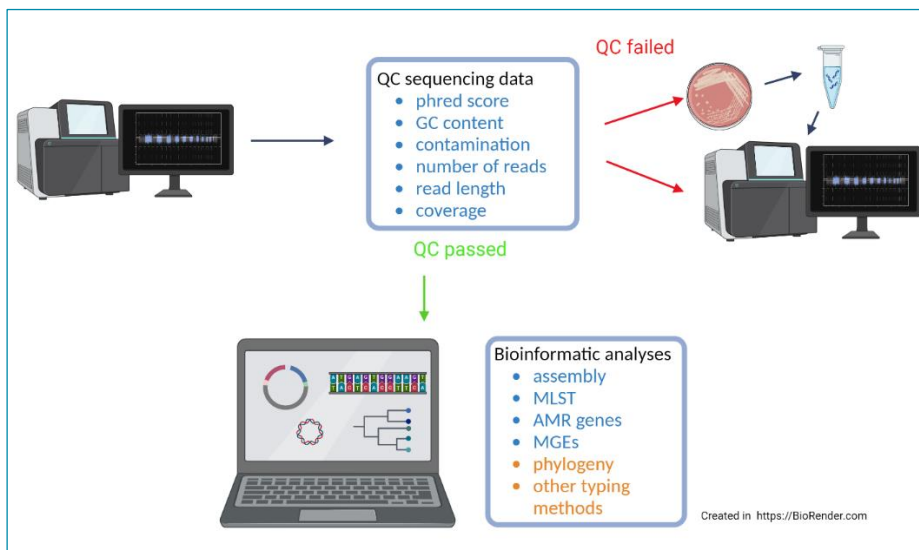 QC failed
QC sequencing data
• phred score
• GC content
• contamination
• number of reads
• read length
• coverage
QC passed
Bioinformatic analyses
• assembly
• MLST
• AMR genes
• MGEs
• phylogeny
• other typing
methods
Created in https://BioRender.com